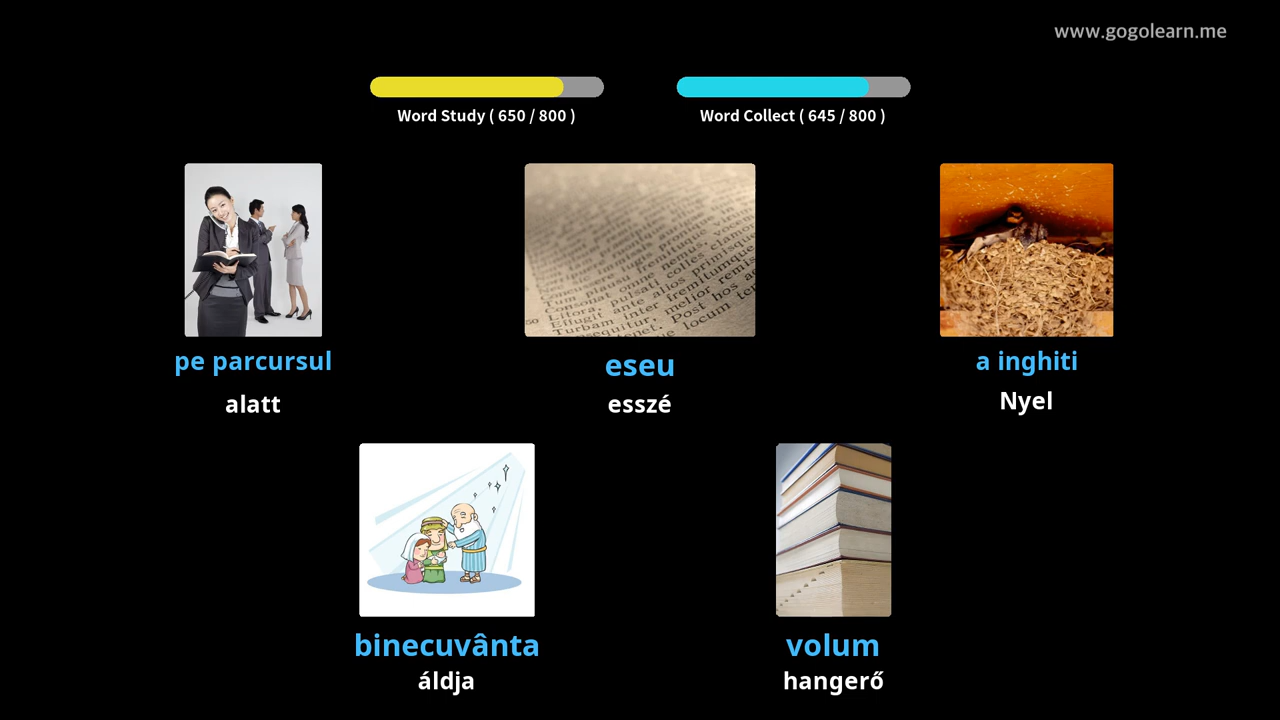 www.gogolearn.me
Word Study ( 650 / 800 )
Word Collect ( 645 / 800 )
pe parcursul
alatt
eseu
esszé
a inghiti
Nyel
binecuvânta
áldja
volum
hangerő